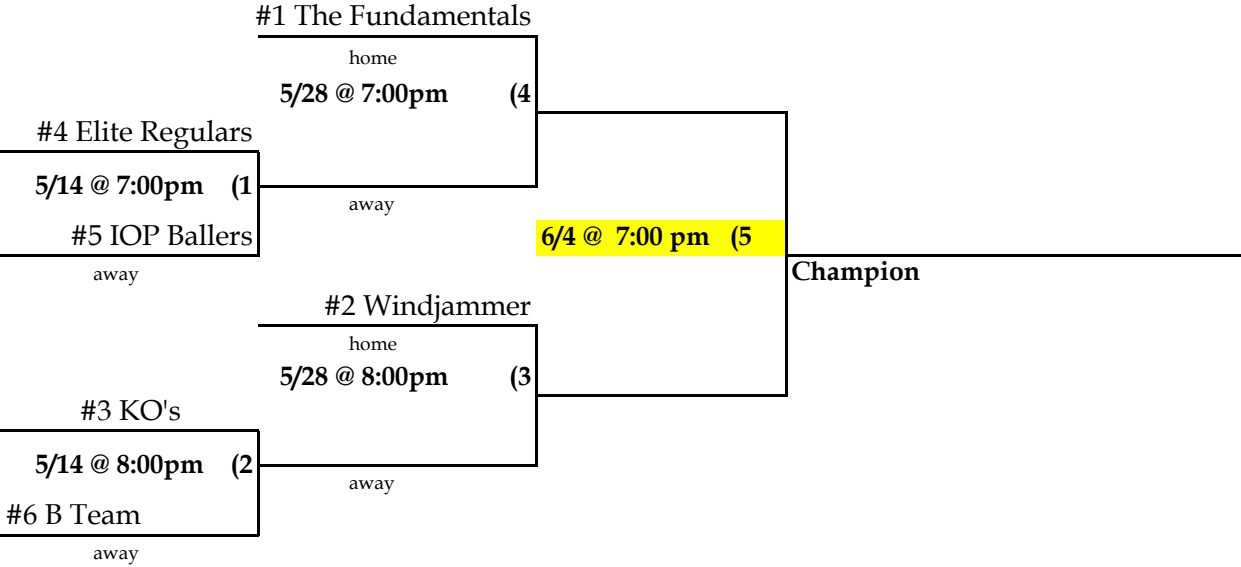 #1 The Fundamentals
home
5/28 @ 7:00pm (4
#4 Elite Regulars
5/14 @ 7:00pm (1
away
#5 IOP Ballers
6/4 @ 7:00 pm (5
away
Champion
#2 Windjammer
home
5/28 @ 8:00pm (3
#3 KO's
5/14 @ 8:00pm (2
away
#6 B Team
away